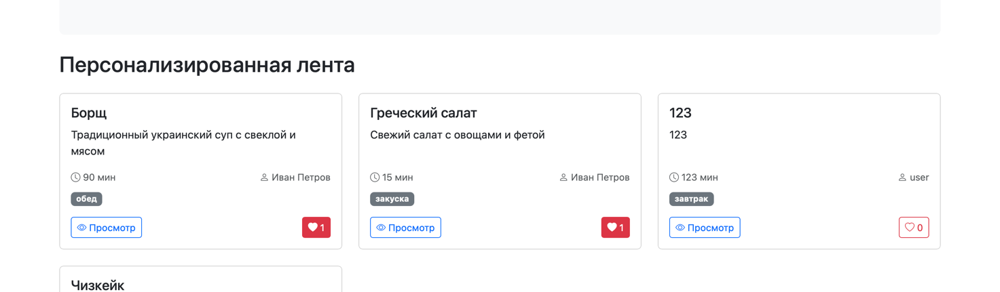 Персонализированная лента
Борщ
Традиционный украинский суп с свеклой и
мясом
90 мин
Иван Петров
обед
Просмотр
1
Греческий салат
Свежий салат с овощами и фетой
15 мин
Иван Петров
закуска
Просмотр
1
123
123
123 мин
user
завтрак
Просмотр
0
Чизкейк